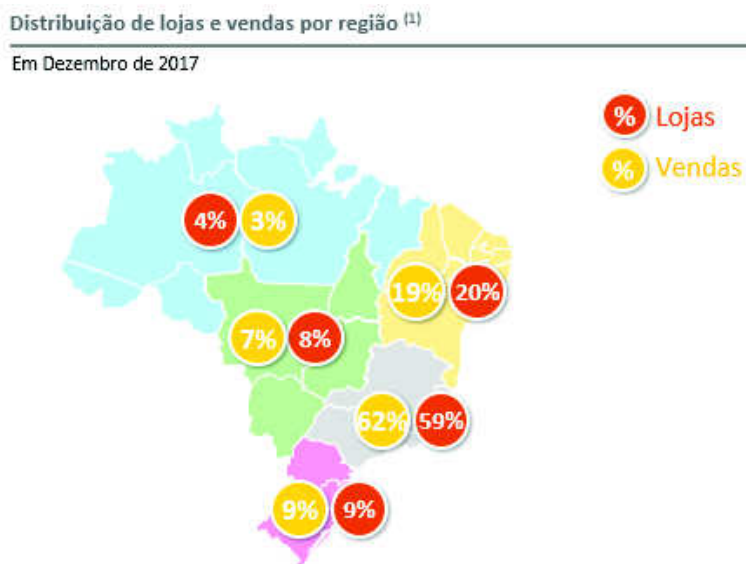 Distribuição de lojas e vendas por região (1)
Em Dezembro de 2017
% Lojas
% Vendas
4% 3%
19% 20%
7% 8%
62% 59%
9% 9%